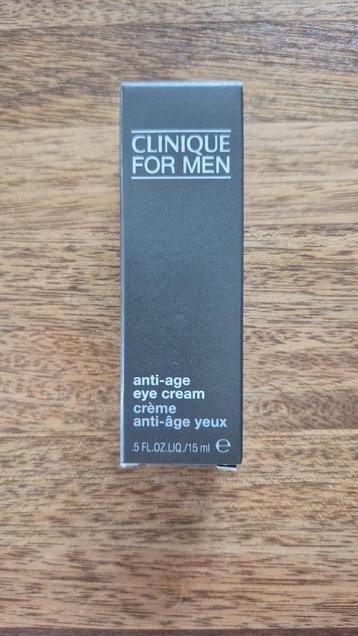 CLINIQUE
FOR MEN
anti-age
eye cream
crème
anti-âge yeux
.5 FL.OZ.LIQ./15 ml ℮